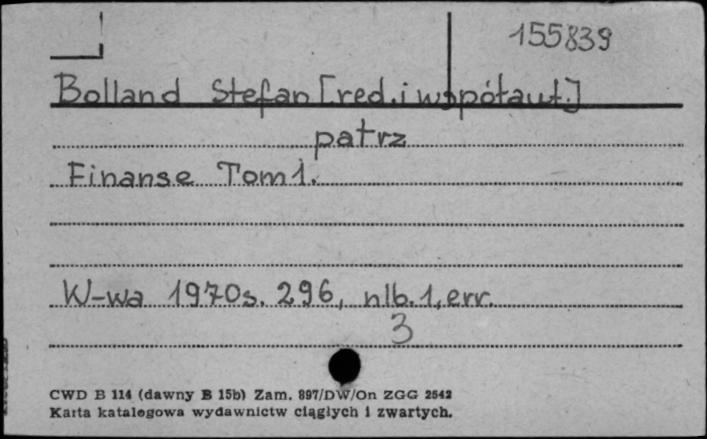 155839
Bolland Stefan [red. i współaut.]
patrz
Finanse Tom 1.
W-wa 1970 s. 296, nlb. 1, err.
3
CWD B 114 (dawny B 15b) Zam. 897/DW/On ZGG 2542
Karta katalogowa wydawnictw ciągłych i zwartych.